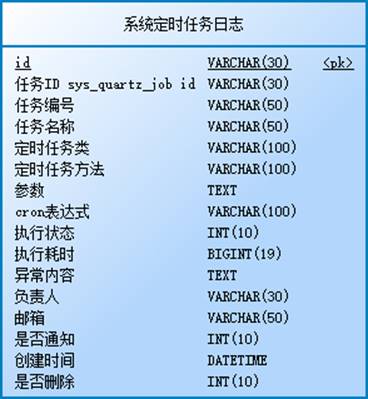 系统定时任务日志
id VARCHAR(30) <pk>
任务ID sys_quartz_job id VARCHAR(30)
任务编号 VARCHAR(50)
任务名称 VARCHAR(50)
定时任务类 VARCHAR(100)
定时任务方法 VARCHAR(100)
参数 TEXT
cron表达式 VARCHAR(100)
执行状态 INT(10)
执行耗时 BIGINT(19)
异常内容 TEXT
负责人 VARCHAR(30)
邮箱 VARCHAR(50)
是否通知 INT(10)
创建时间 DATETIME
是否删除 INT(10)